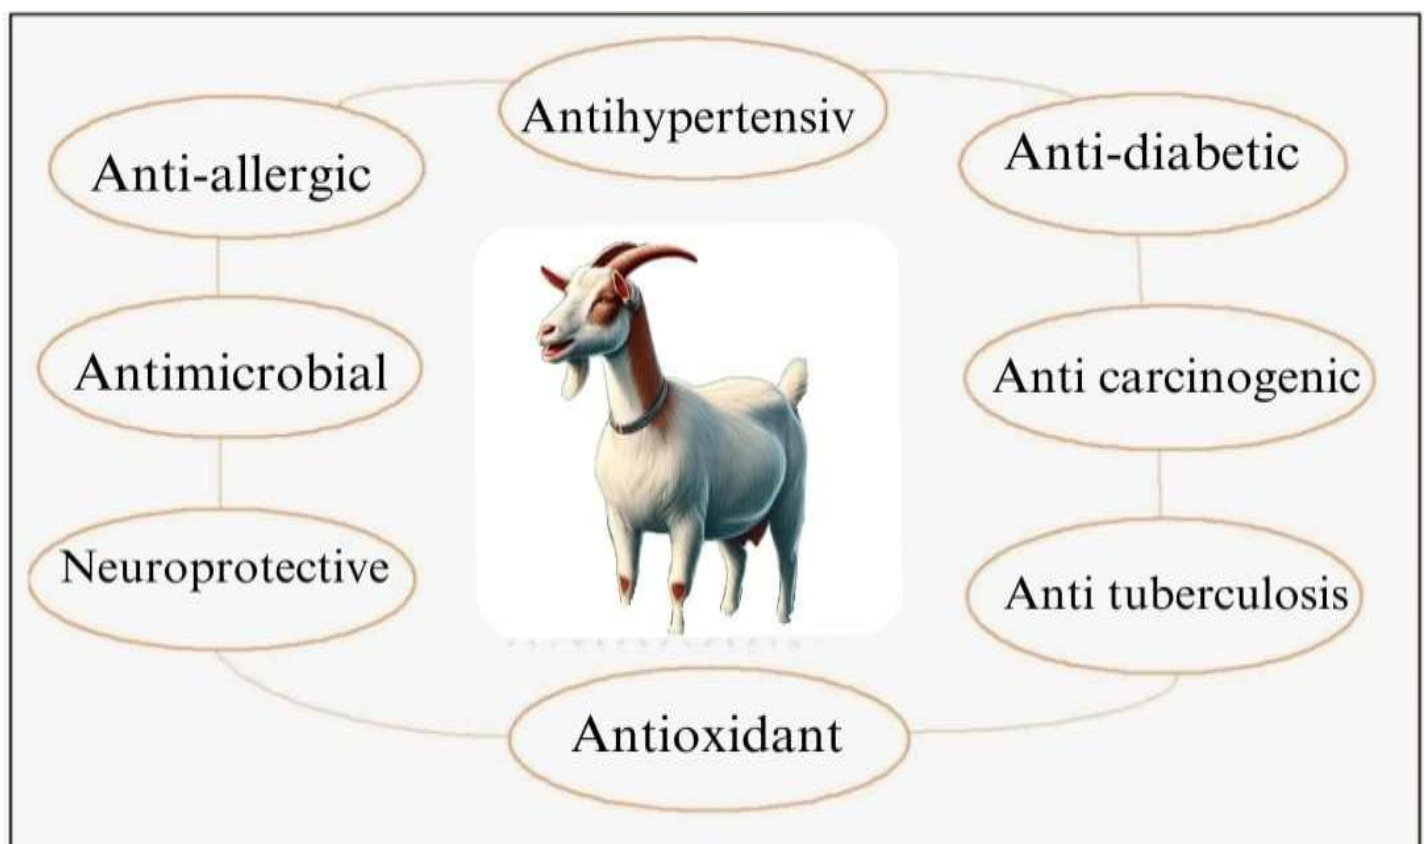 Antihypertensiv
Anti-allergic
Anti-diabetic
Antimicrobial
Anti carcinogenic
Neuroprotective
Anti tuberculosis
Antioxidant